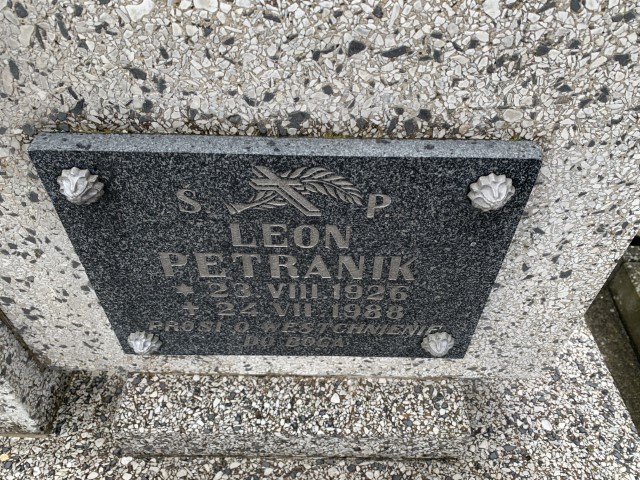 S. P.
LEON
PETRANIK
* 23 VIII 1926
+ 24 VII 1988
PROSI O WESTCHNIENIE
DO BOGA